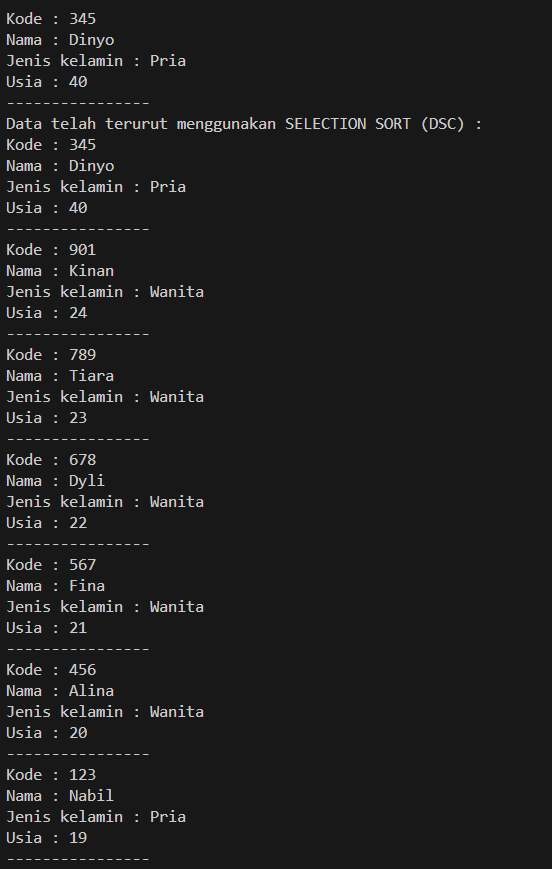 Kode : 345
Nama : Dinyo
Jenis kelamin : Pria
Usia : 40
----------------
Data telah terurut menggunakan SELECTION SORT (DSC) :
Kode : 345
Nama : Dinyo
Jenis kelamin : Pria
Usia : 40
----------------
Kode : 901
Nama : Kinan
Jenis kelamin : Wanita
Usia : 24
----------------
Kode : 789
Nama : Tiara
Jenis kelamin : Wanita
Usia : 23
----------------
Kode : 678
Nama : Dyli
Jenis kelamin : Wanita
Usia : 22
----------------
Kode : 567
Nama : Fina
Jenis kelamin : Wanita
Usia : 21
----------------
Kode : 456
Nama : Alina
Jenis kelamin : Wanita
Usia : 20
----------------
Kode : 123
Nama : Nabil
Jenis kelamin : Pria
Usia : 19
----------------